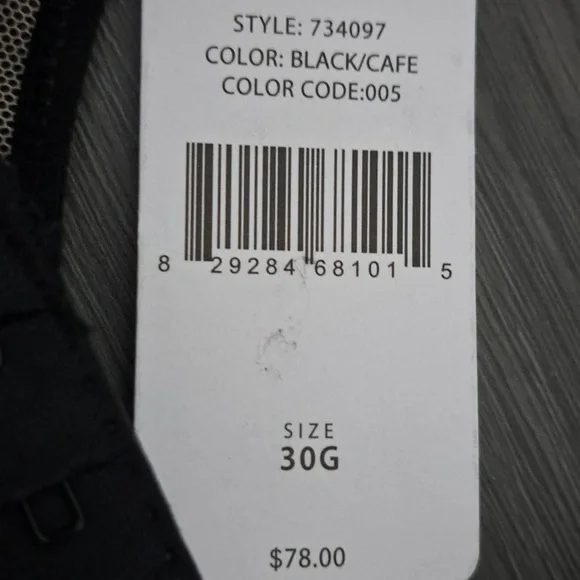 STYLE: 734097
COLOR: BLACK/CAFE
COLOR CODE:005
8 29284 68101 5
SIZE
30G
$78.00